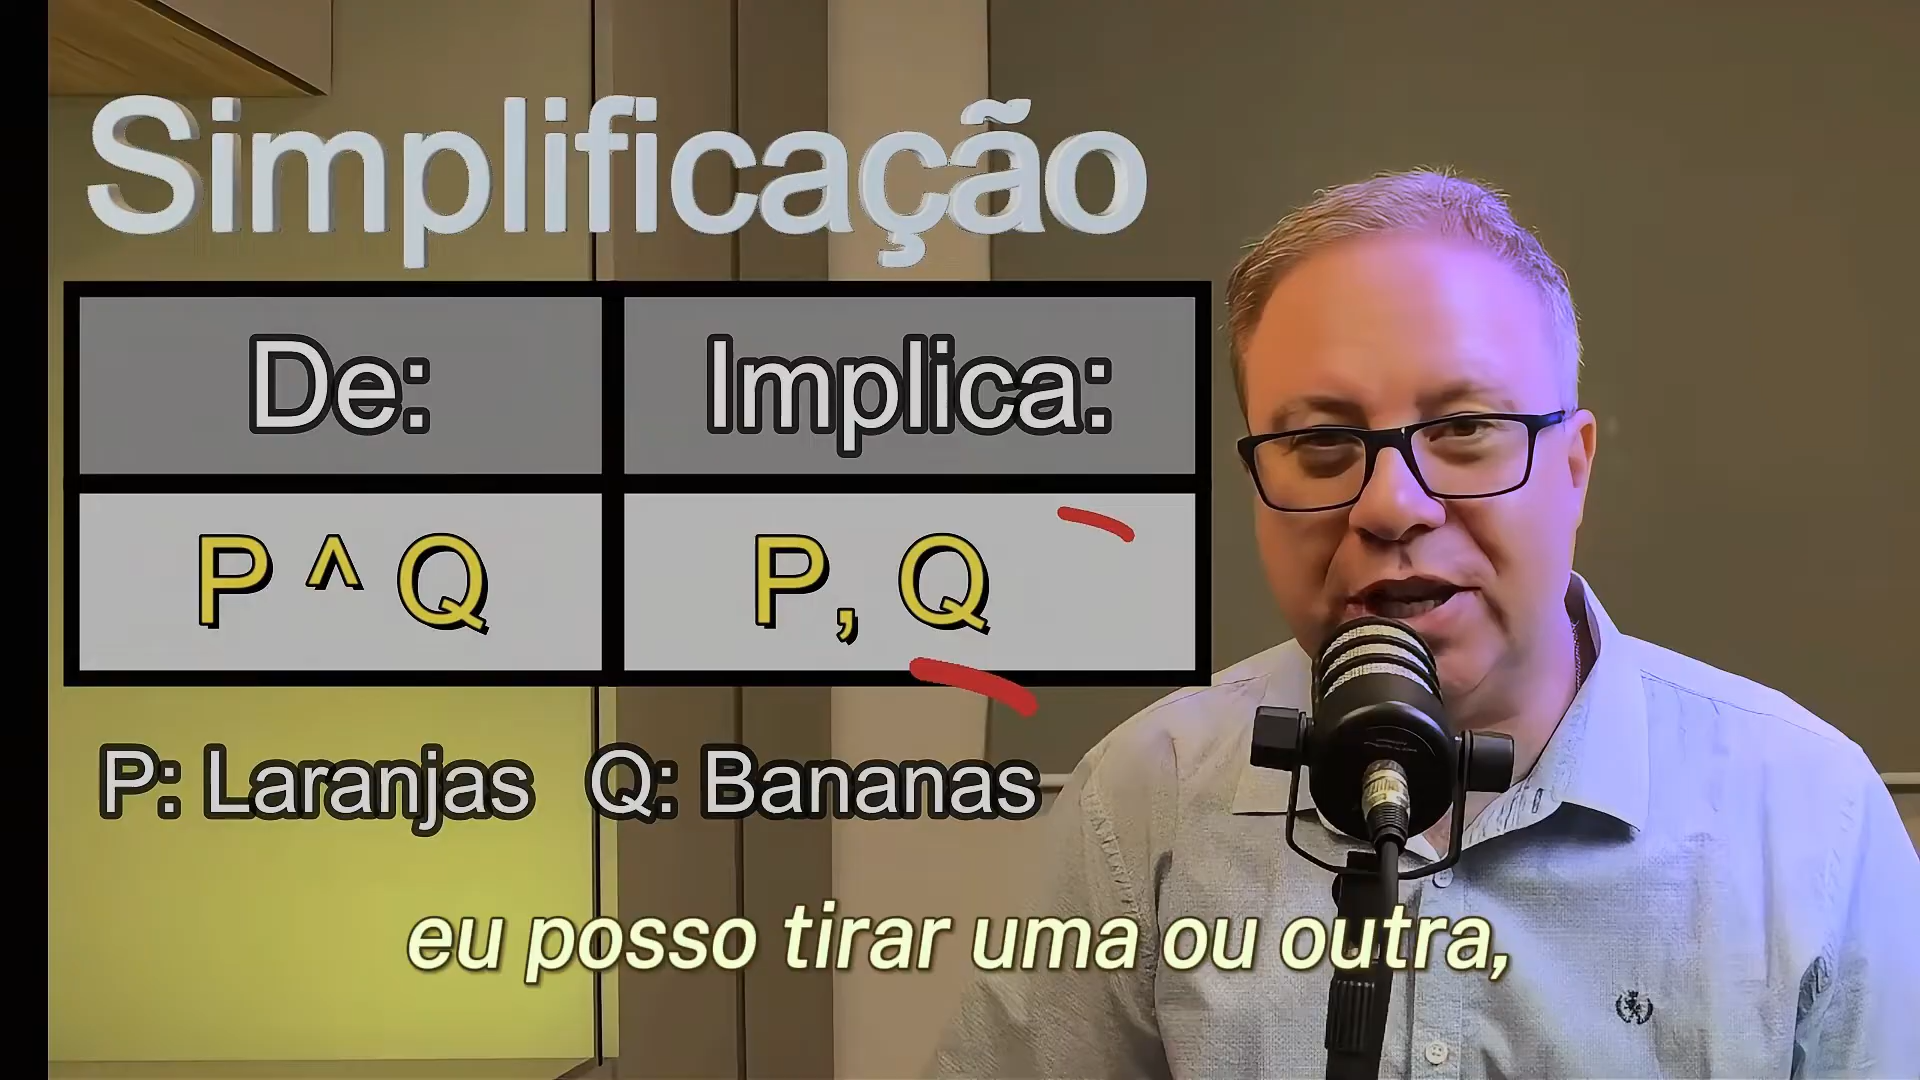 Simplificação
De: Implica:
P ^ Q P, Q
P: Laranjas Q: Bananas
eu posso tirar uma ou outra,